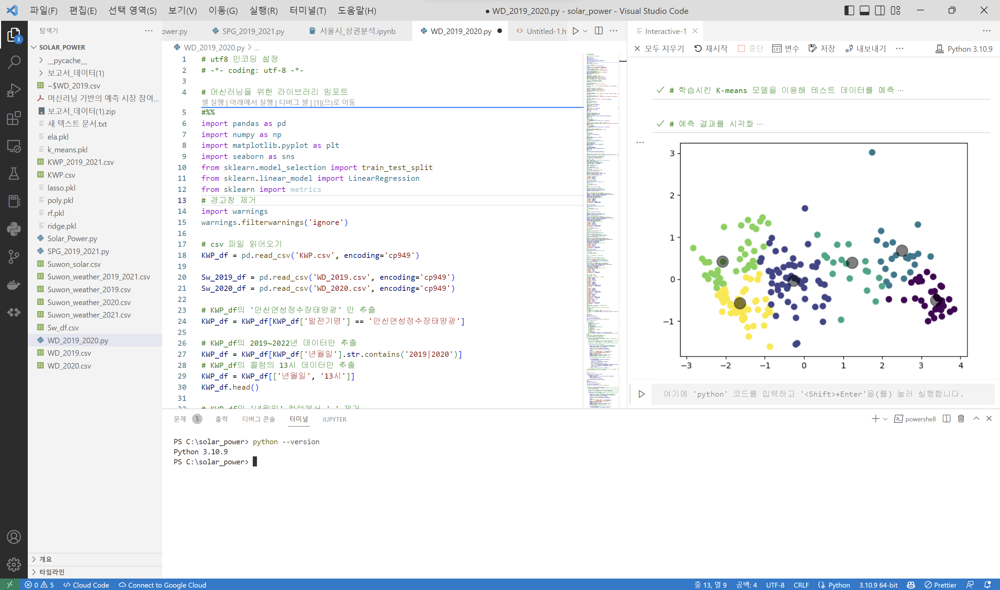 파일(F) 편집(E) 선택 영역(S) 보기(V) 이동(G) 실행(R) 터미널(T) 도움말(H)
● WD_2019_2020.py - solar_power - Visual Studio Code
탐색기
3
SOLAR_POWER
__pycache__
보고서_데이터(1)
~$WD_2019.csv
머신러닝 기반의 예측 시장 참여...
보고서_데이터(1).zip
새 텍스트 문서.txt
ela.pkl
k_means.pkl
KWP_2019_2021.csv
KWP.csv
lasso.pkl
poly.pkl
rf.pkl
ridge.pkl
Solar_Power.py
SPG_2019_2021.py
Suwon_solar.csv
Suwon_weather_2019_2021.csv
Suwon_weather_2019.csv
Suwon_weather_2020.csv
Suwon_weather_2021.csv
Sw_df.csv
WD_2019_2020.py
WD_2019.csv
WD_2020.csv
개요
타임라인
ower.py SPG_2019_2021.py 서울시_상권분석.ipynb WD_2019_2020.py ● Untitled-1.h
WD_2019_2020.py > ...
1 # utf8 인코딩 설정
2 # -*- coding: utf-8 -*-
3
4 # 머신러닝을 위한 라이브러리 임포트
셀 실행 | 아래에서 실행 | 디버그 셀 | [1](으)로 이동
5 #%%
6 import pandas as pd
7 import numpy as np
8 import matplotlib.pyplot as plt
9 import seaborn as sns
10 from sklearn.model_selection import train_test_split
11 from sklearn.linear_model import LinearRegression
12 from sklearn import metrics
13 # 경고창 제거
14 import warnings
15 warnings.filterwarnings('ignore')
16
17 # csv 파일 읽어오기
18 KWP_df = pd.read_csv('KWP.csv', encoding='cp949')
19
20 Sw_2019_df = pd.read_csv('WD_2019.csv', encoding='cp949')
21 Sw_2020_df = pd.read_csv('WD_2020.csv', encoding='cp949')
22
23 # KWP_df의 '안산연성정수장태양광' 만 추출
24 KWP_df = KWP_df[KWP_df['발전기명'] == '안산연성정수장태양광']
25
26 # KWP_df의 2019~2022년 데이터만 추출
27 KWP_df = KWP_df[KWP_df['년월일'].str.contains('2019|2020')]
28 # KWP_df의 콜럼의 13시 데이터만 추출
29 KWP_df = KWP_df[['년월일', '13시']]
30 KWP_df.head()
31
Interactive-1
모두 지우기 재시작 중단 변수 저장 내보내기 ... Python 3.10.9
# 학습시킨 K-means 모델을 이용해 테스트 데이터를 예측 ...
# 예측 결과를 시각화 ...
3
2
1
0
−1
−3 −2 −1 0 1 2 3 4
여기에 'python' 코드를 입력하고 '<Shift>+Enter'을(를) 눌러 실행합니다.
문제 5 출력 디버그 콘솔 터미널 JUPYTER
powershell
PS C:\solar_power> python --version
Python 3.10.9
PS C:\solar_power>
0 5 Cloud Code Connect to Google Cloud
줄 13, 열 9 공백: 4 UTF-8 CRLF Python 3.10.9 64-bit Prettier